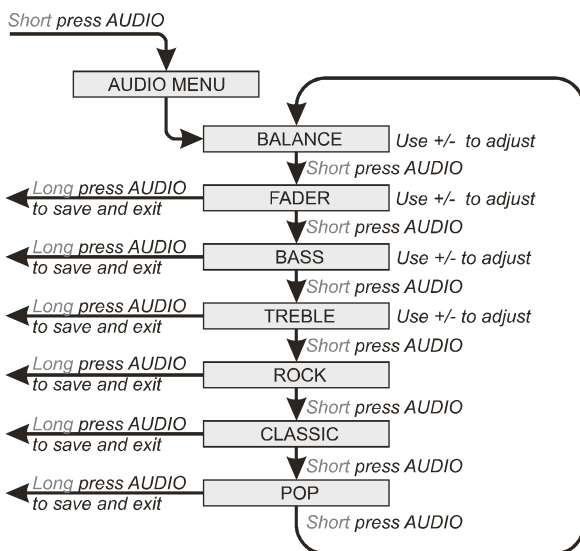 Short press AUDIO
AUDIO MENU
BALANCE
Use +/- to adjust
Short press AUDIO
Long press AUDIO
to save and exit
FADER
Use +/- to adjust
Short press AUDIO
Long press AUDIO
to save and exit
BASS
Use +/- to adjust
Short press AUDIO
Long press AUDIO
to save and exit
TREBLE
Use +/- to adjust
Short press AUDIO
Long press AUDIO
to save and exit
ROCK
Short press AUDIO
Long press AUDIO
to save and exit
CLASSIC
Short press AUDIO
Long press AUDIO
to save and exit
POP
Short press AUDIO